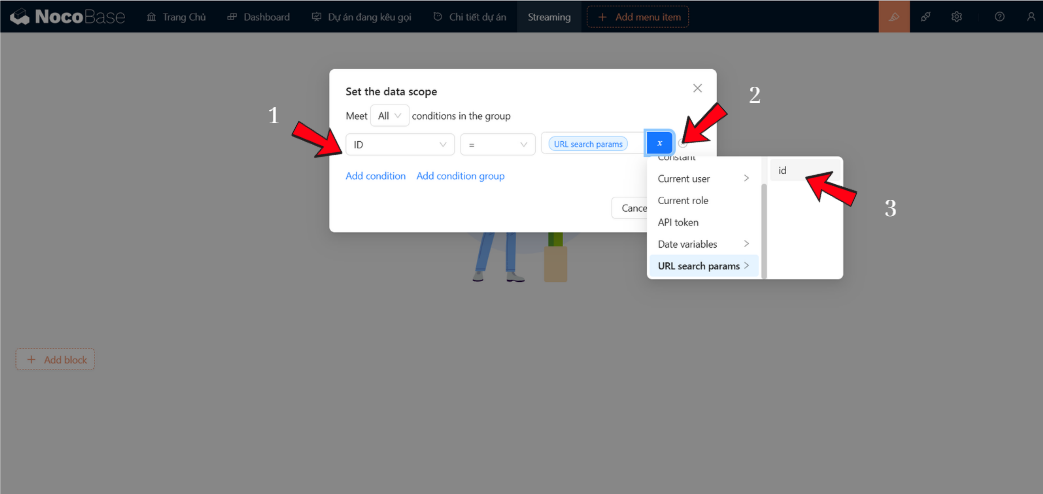 NocoBase Trang Chủ Dashboard Dự án đang kêu gọi Chi tiết dự án Streaming + Add menu item
Set the data scope
Meet All conditions in the group
1
2
ID = URL search params x
Constant
Current user
id
Add condition Add condition group
Current role
3
Cance
API token
Date variables
URL search params
+ Add block